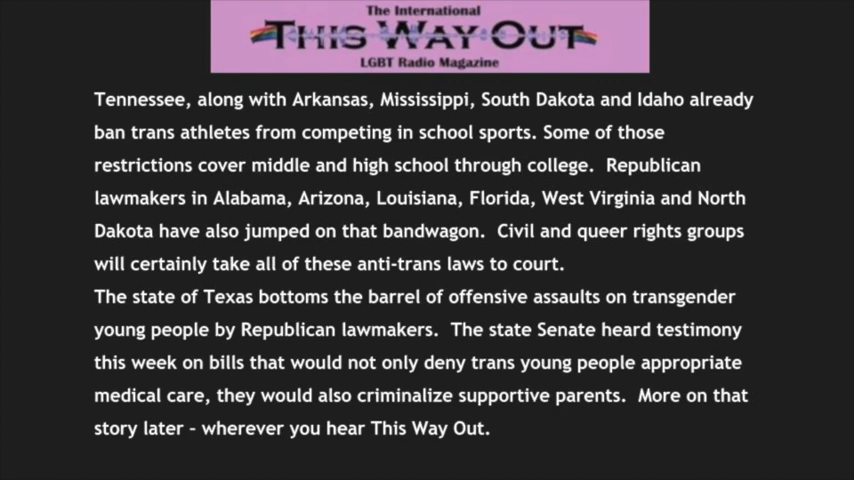 The International
THIS WAY OUT
LGBT Radio Magazine
Tennessee, along with Arkansas, Mississippi, South Dakota and Idaho already
ban trans athletes from competing in school sports. Some of those
restrictions cover middle and high school through college.  Republican
lawmakers in Alabama, Arizona, Louisiana, Florida, West Virginia and North
Dakota have also jumped on that bandwagon.  Civil and queer rights groups
will certainly take all of these anti-trans laws to court.
The state of Texas bottoms the barrel of offensive assaults on transgender
young people by Republican lawmakers.  The state Senate heard testimony
this week on bills that would not only deny trans young people appropriate
medical care, they would also criminalize supportive parents.  More on that
story later – wherever you hear This Way Out.